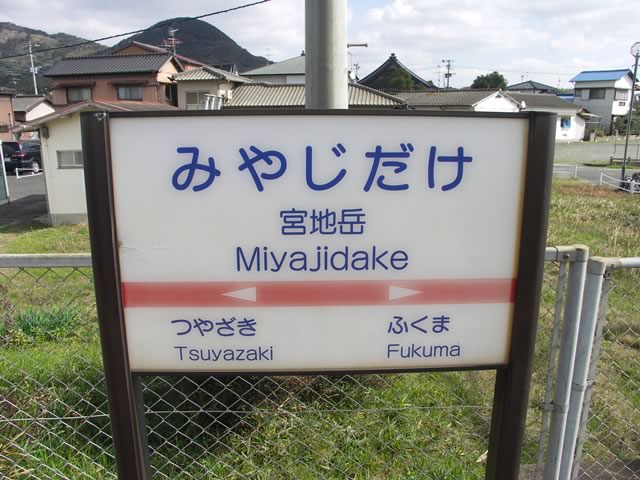 みやじだけ
宮地岳
Miyajidake
つやざき ふくま
Tsuyazaki Fukuma